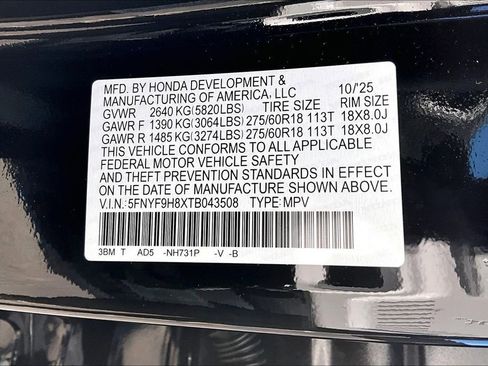 MFD. BY HONDA DEVELOPMENT &
MANUFACTURING OF AMERICA, LLC 10/25
GVWR 2640 KG(5820LBS) TIRE SIZE RIM SIZE
GAWR F 1390 KG(3064LBS) 275/60R18 113T 18X8.0J
GAWR R 1485 KG(3274LBS) 275/60R18 113T 18X8.0J
THIS VEHICLE CONFORMS TO ALL APPLICABLE
FEDERAL MOTOR VEHICLE SAFETY
AND THEFT PREVENTION STANDARDS IN EFFECT
ON THE DATE OF MANUFACTURE SHOWN ABOVE.
V.I.N.: 5FNYF9H8XTB043508 TYPE: MPV
3BM T AD5 -NH731P -V -B